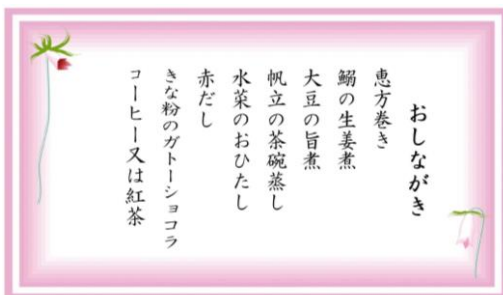 おしながき
恵方巻き
鰯の生姜煮
大豆の旨煮
帆立の茶碗蒸し
水菜のおひたし
赤だし
きな粉のガトーショコラ
コーヒー又は紅茶